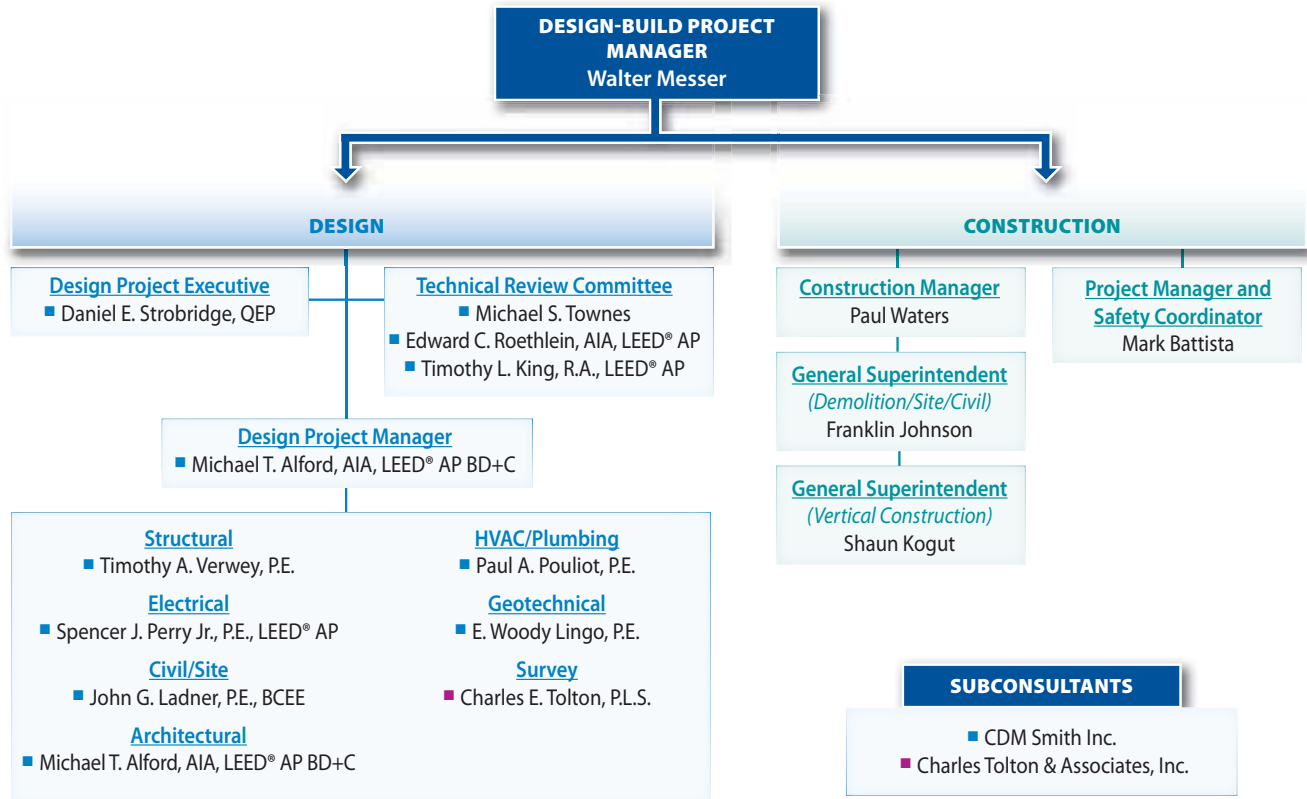 DESIGN-BUILD PROJECT
MANAGER
Walter Messer
DESIGN
Design Project Executive
Daniel E. Strobridge, QEP
Technical Review Committee
Michael S. Townes
Edward C. Roethlein, AIA, LEED® AP
Timothy L. King, R.A., LEED® AP
Design Project Manager
Michael T. Alford, AIA, LEED® AP BD+C
Structural
Timothy A. Verwey, P.E.
Electrical
Spencer J. Perry Jr., P.E., LEED® AP
Civil/Site
John G. Ladner, P.E., BCEE
Architectural
Michael T. Alford, AIA, LEED® AP BD+C
HVAC/Plumbing
Paul A. Pouliot, P.E.
Geotechnical
E. Woody Lingo, P.E.
Survey
Charles E. Tolton, P.L.S.
CONSTRUCTION
Construction Manager
Paul Waters
General Superintendent
(Demolition/Site/Civil)
Franklin Johnson
General Superintendent
(Vertical Construction)
Shaun Kogut
Project Manager and
Safety Coordinator
Mark Battista
SUBCONSULTANTS
CDM Smith Inc.
Charles Tolton & Associates, Inc.